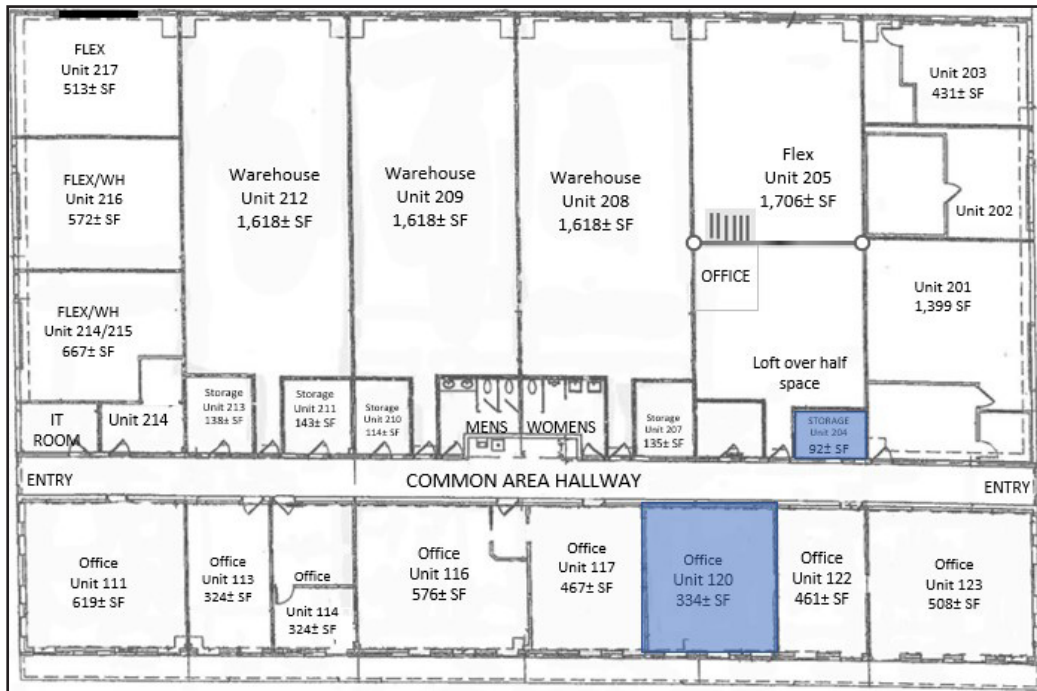 FLEX
Unit 217
513± SF
FLEX/WH
Unit 216
572± SF
FLEX/WH
Unit 214/215
667± SF
IT
ROOM
Unit 214
Warehouse
Unit 212
1,618± SF
Warehouse
Unit 209
1,618± SF
Warehouse
Unit 208
1,618± SF
Flex
Unit 205
1,706± SF
OFFICE
Loft over half
space
Unit 203
431± SF
Unit 202
Unit 201
1,399 SF
Storage
Unit 213
138± SF
Storage
Unit 211
143± SF
Storage
Unit 210
114± SF
MENS
WOMENS
Storage
Unit 207
135± SF
STORAGE
Unit 204
92± SF
ENTRY
COMMON AREA HALLWAY
ENTRY
Office
Unit 111
619± SF
Office
Unit 113
324± SF
Office
Unit 114
324± SF
Office
Unit 116
576± SF
Office
Unit 117
467± SF
Office
Unit 120
334± SF
Office
Unit 122
461± SF
Office
Unit 123
508± SF